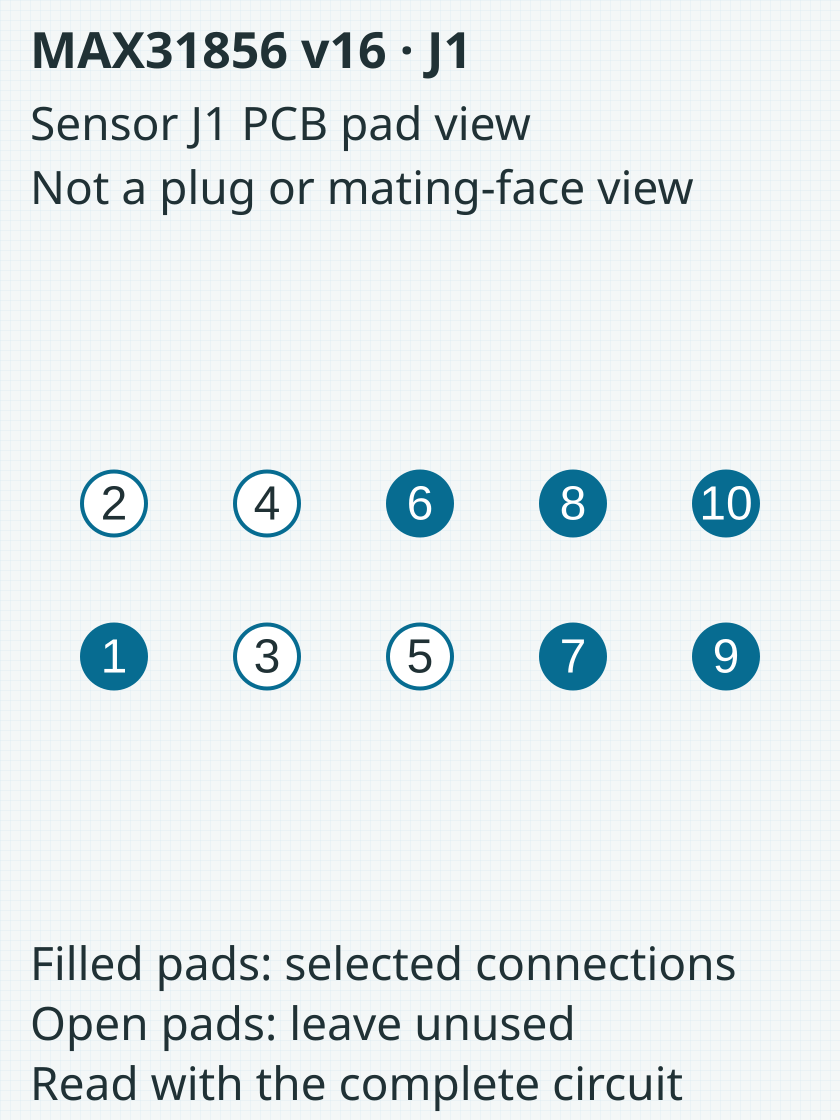 MAX31856 v16 · J1
Sensor J1 PCB pad view
Not a plug or mating-face view
2 4 6 8 10
1 3 5 7 9
Filled pads: selected connections
Open pads: leave unused
Read with the complete circuit